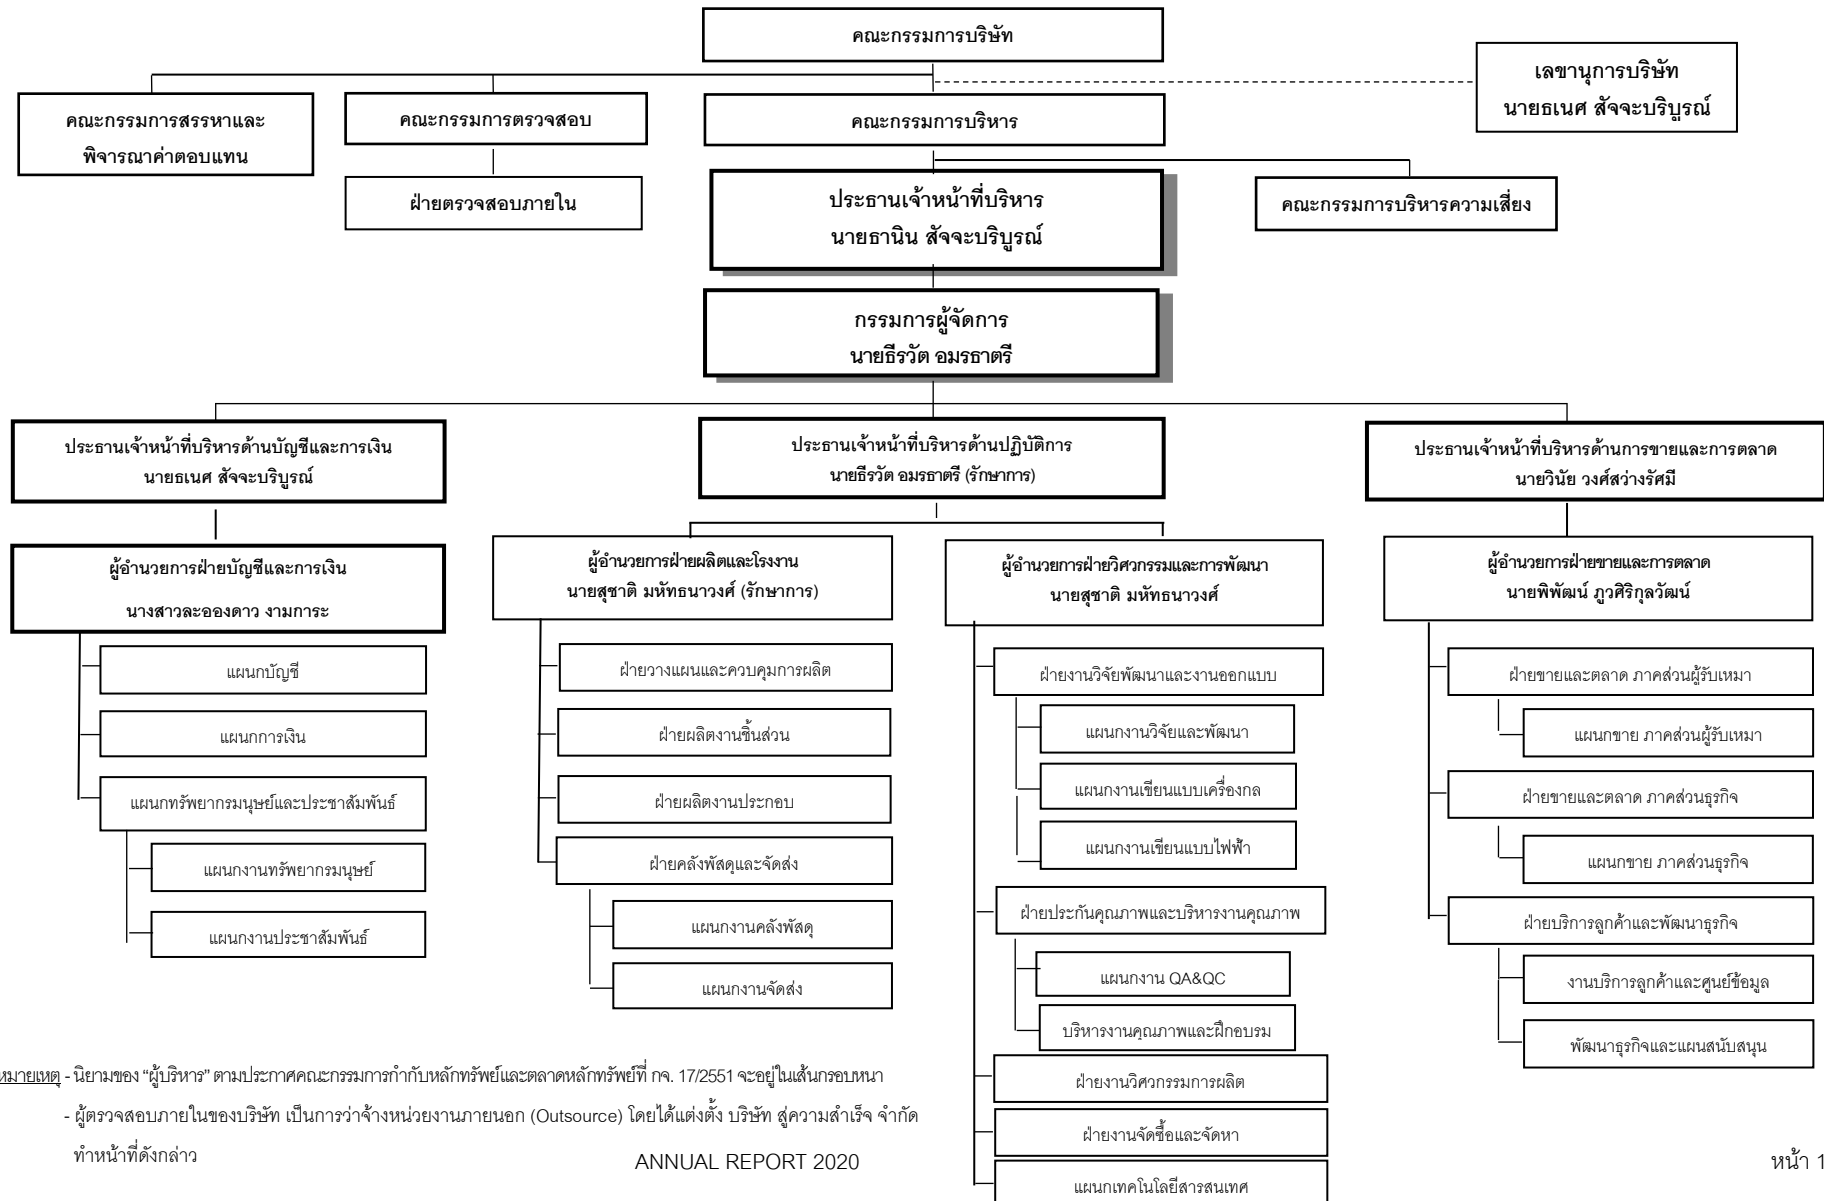 คณะกรรมการบริษัท
เลขานุการบริษัท
นายธเนศ สัจจะบริบูรณ์
คณะกรรมการสรรหาและ
พิจารณาค่าตอบแทน
คณะกรรมการตรวจสอบ
คณะกรรมการบริหาร
ฝ่ายตรวจสอบภายใน
ประธานเจ้าหน้าที่บริหาร
นายธานิน สัจจะบริบูรณ์
คณะกรรมการบริหารความเสี่ยง
กรรมการผู้จัดการ
นายธีรวัต อมรธาตรี
ประธานเจ้าหน้าที่บริหารด้านบัญชีและการเงิน
นายธเนศ สัจจะบริบูรณ์
ประธานเจ้าหน้าที่บริหารด้านปฏิบัติการ
นายธีรวัต อมรธาตรี (รักษาการ)
ประธานเจ้าหน้าที่บริหารด้านการขายและการตลาด
นายวินัย วงศ์สว่างรัศมี
ผู้อำนวยการฝ่ายบัญชีและการเงิน
นางสาวละอองดาว งามการะ
แผนกบัญชี
แผนกการเงิน
แผนกทรัพยากรมนุษย์และประชาสัมพันธ์
แผนกงานทรัพยากรมนุษย์
แผนกงานประชาสัมพันธ์
ผู้อำนวยการฝ่ายผลิตและโรงงาน
นายสุชาติ มหัทธนาวงศ์ (รักษาการ)
ฝ่ายวางแผนและควบคุมการผลิต
ฝ่ายผลิตงานชิ้นส่วน
ฝ่ายผลิตงานประกอบ
ฝ่ายคลังพัสดุและจัดส่ง
แผนกงานคลังพัสดุ
แผนกงานจัดส่ง
ผู้อำนวยการฝ่ายวิศวกรรมและการพัฒนา
นายสุชาติ มหัทธนาวงศ์
ฝ่ายงานวิจัยพัฒนาและงานออกแบบ
แผนกงานวิจัยและพัฒนา
แผนกงานเขียนแบบเครื่องกล
แผนกงานเขียนแบบไฟฟ้า
ฝ่ายประกันคุณภาพและบริหารงานคุณภาพ
แผนกงาน QA&QC
บริหารงานคุณภาพและฝึกอบรม
ฝ่ายงานวิศวกรรมการผลิต
ฝ่ายงานจัดซื้อและจัดหา
แผนกเทคโนโลยีสารสนเทศ
ผู้อำนวยการฝ่ายขายและการตลาด
นายพิพัฒน์ ภูวศิริกุลวัฒน์
ฝ่ายขายและตลาด ภาคส่วนผู้รับเหมา
แผนกขาย ภาคส่วนผู้รับเหมา
ฝ่ายขายและตลาด ภาคส่วนธุรกิจ
แผนกขาย ภาคส่วนธุรกิจ
ฝ่ายบริการลูกค้าและพัฒนาธุรกิจ
งานบริการลูกค้าและศูนย์ข้อมูล
พัฒนาธุรกิจและแผนสนับสนุน
หมายเหตุ - นิยามของ “ผู้บริหาร” ตามประกาศคณะกรรมการกำกับหลักทรัพย์และตลาดหลักทรัพย์ที่ กจ. 17/2551 จะอยู่ในเส้นกรอบหนา
- ผู้ตรวจสอบภายในของบริษัท เป็นการว่าจ้างหน่วยงานภายนอก (Outsource) โดยได้แต่งตั้ง บริษัท สู่ความสำเร็จ จำกัด
ทำหน้าที่ดังกล่าว
ANNUAL REPORT 2020
หน้า 1